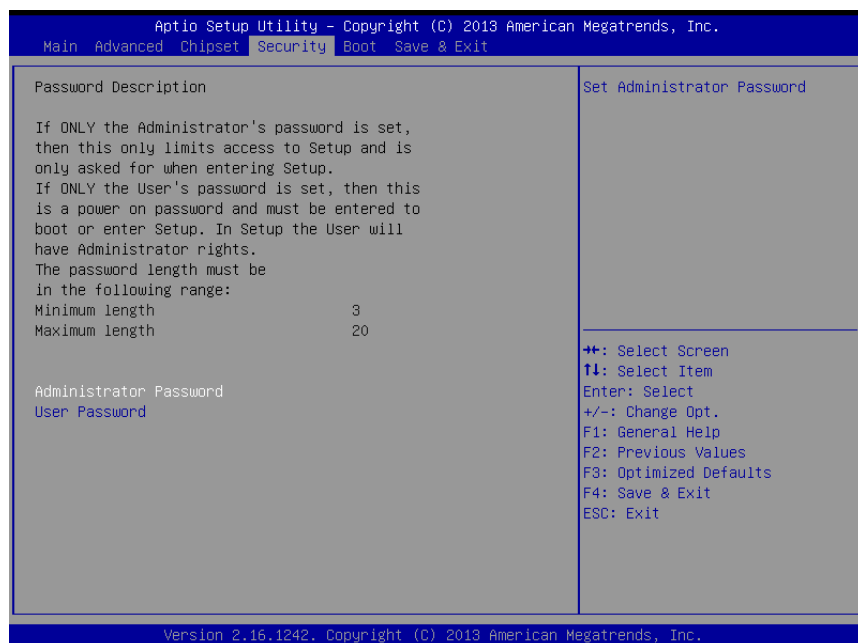 Aptio Setup Utility – Copyright (C) 2013 American Megatrends, Inc.
Main Advanced Chipset Security Boot Save & Exit
Password Description
If ONLY the Administrator's password is set,
then this only limits access to Setup and is
only asked for when entering Setup.
If ONLY the User's password is set, then this
is a power on password and must be entered to
boot or enter Setup. In Setup the User will
have Administrator rights.
The password length must be
in the following range:
Minimum length 3
Maximum length 20
Administrator Password
User Password
Set Administrator Password
→←: Select Screen
↑↓: Select Item
Enter: Select
+/-: Change Opt.
F1: General Help
F2: Previous Values
F3: Optimized Defaults
F4: Save & Exit
ESC: Exit
Version 2.16.1242. Copyright (C) 2013 American Megatrends, Inc.